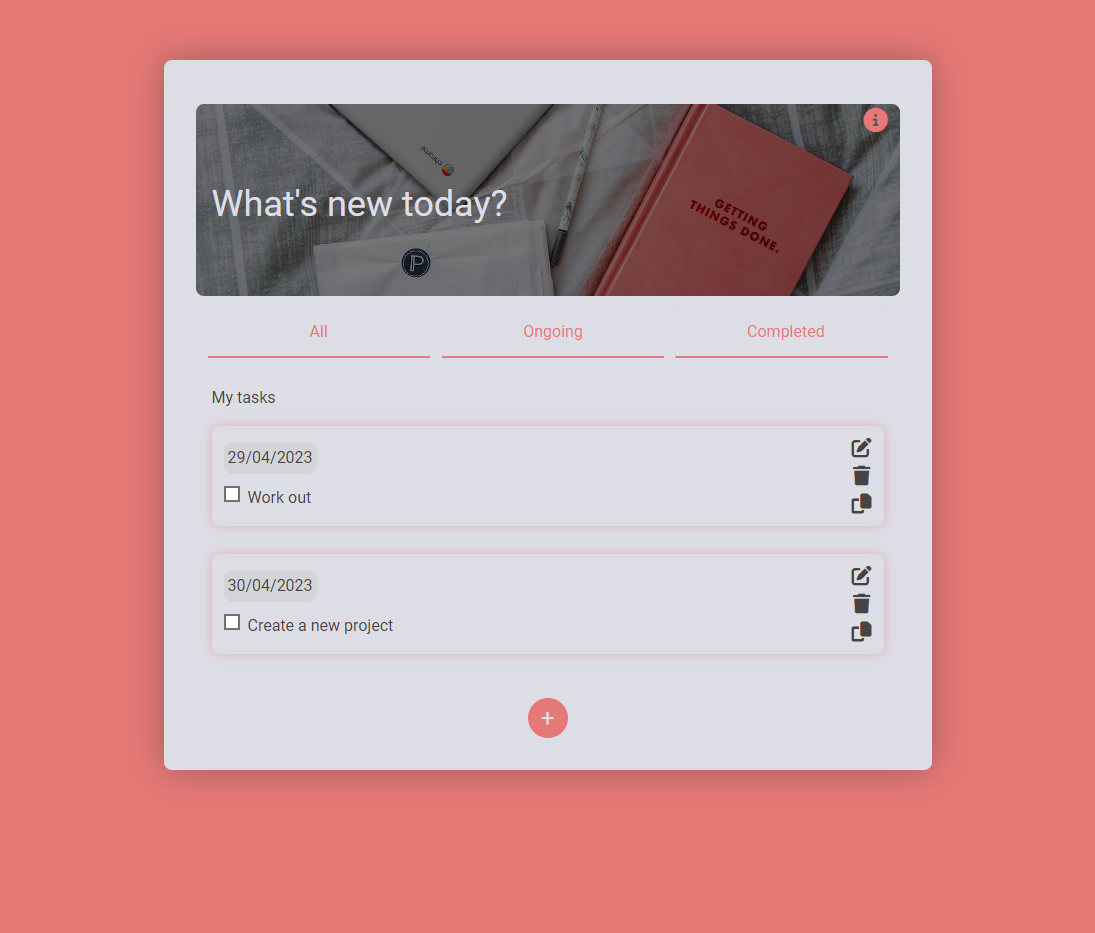 i
chrome
What's new today?
GETTING
THINGS DONE.
P
All
Ongoing
Completed
My tasks
29/04/2023
Work out
30/04/2023
Create a new project
+